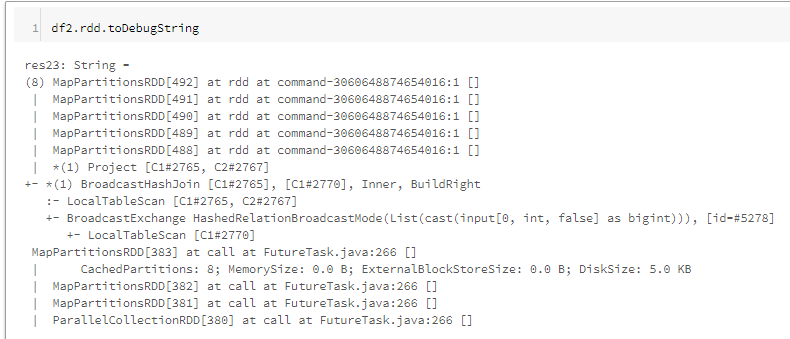 1 df2.rdd.toDebugString
res23: String =
(8) MapPartitionsRDD[492] at rdd at command-3060648874654016:1 []
| MapPartitionsRDD[491] at rdd at command-3060648874654016:1 []
| MapPartitionsRDD[490] at rdd at command-3060648874654016:1 []
| MapPartitionsRDD[489] at rdd at command-3060648874654016:1 []
| MapPartitionsRDD[488] at rdd at command-3060648874654016:1 []
| *(1) Project [C1#2765, C2#2767]
+- *(1) BroadcastHashJoin [C1#2765], [C1#2770], Inner, BuildRight
:- LocalTableScan [C1#2765, C2#2767]
+- BroadcastExchange HashedRelationBroadcastMode(List(cast(input[0, int, false] as bigint))), [id=#5278]
+- LocalTableScan [C1#2770]
MapPartitionsRDD[383] at call at FutureTask.java:266 []
| CachedPartitions: 8; MemorySize: 0.0 B; ExternalBlockStoreSize: 0.0 B; DiskSize: 5.0 KB
| MapPartitionsRDD[382] at call at FutureTask.java:266 []
| MapPartitionsRDD[381] at call at FutureTask.java:266 []
| ParallelCollectionRDD[380] at call at FutureTask.java:266 []